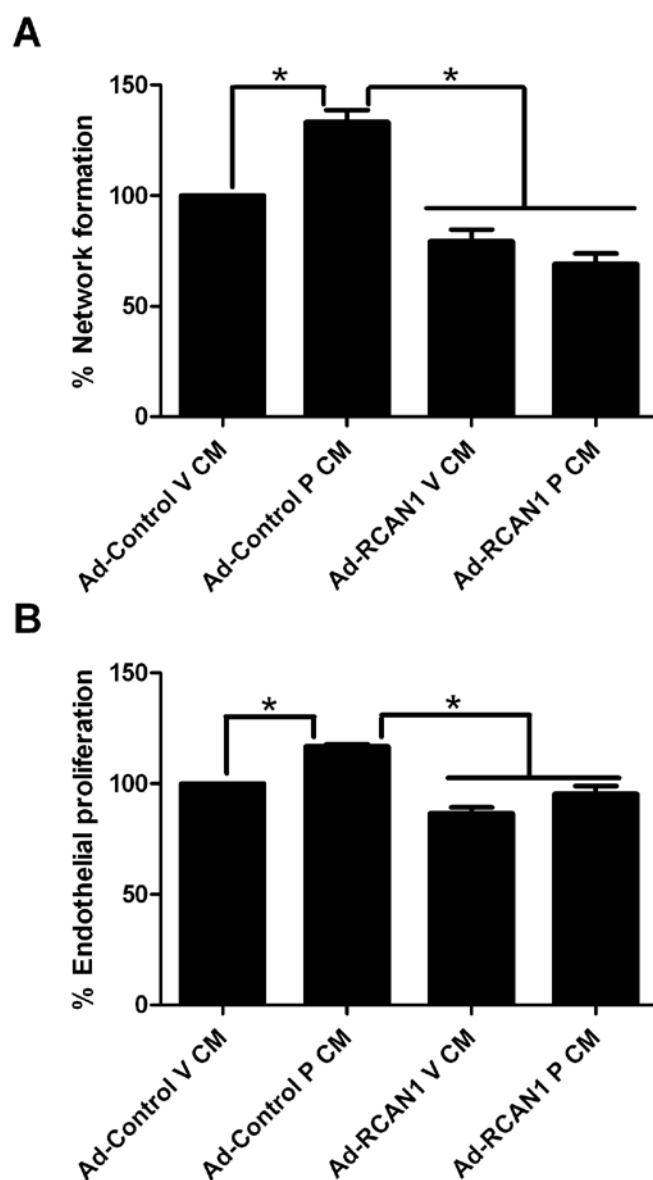 A
% Network formation
150
100
50
0
* *
Ad-Control V CM
Ad-Control P CM
Ad-RCAN1 V CM
Ad-RCAN1 P CM
B
% Endothelial proliferation
150
100
50
0
* *
Ad-Control V CM
Ad-Control P CM
Ad-RCAN1 V CM
Ad-RCAN1 P CM